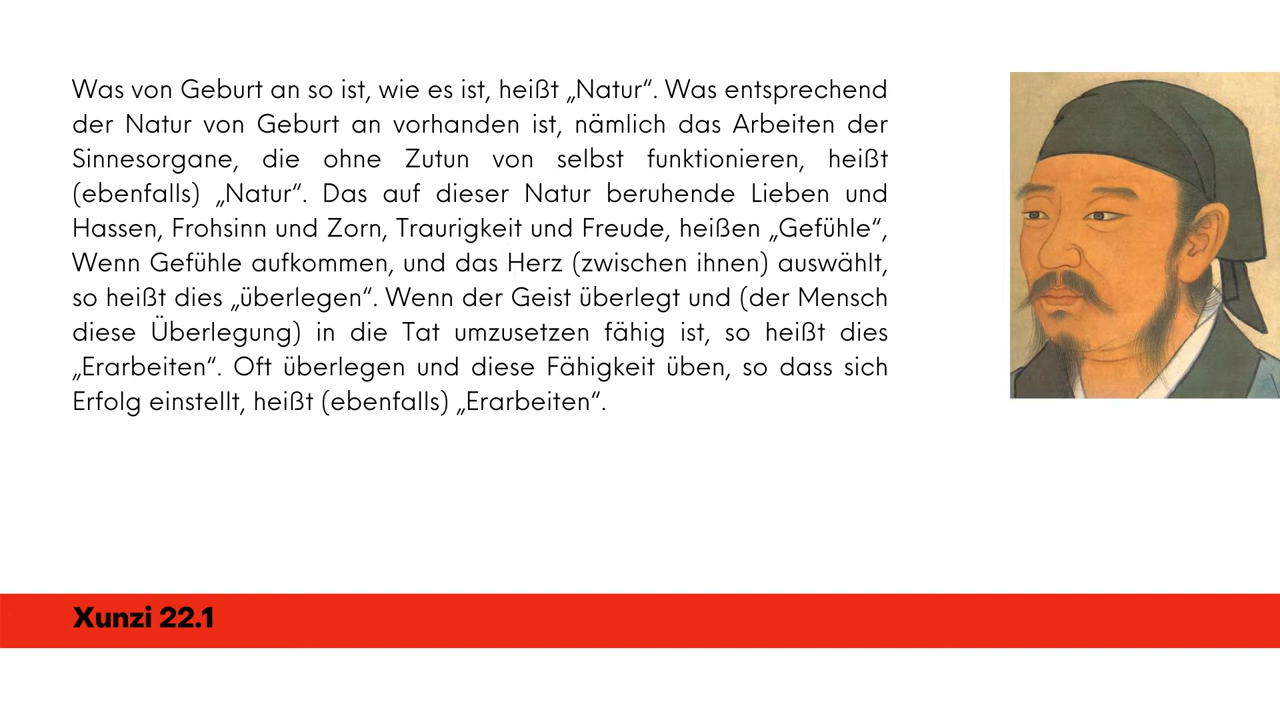 Was von Geburt an so ist, wie es ist, heißt „Natur“. Was entsprechend
der Natur von Geburt an vorhanden ist, nämlich das Arbeiten der
Sinnesorgane, die ohne Zutun von selbst funktionieren, heißt
(ebenfalls) „Natur“. Das auf dieser Natur beruhende Lieben und
Hassen, Frohsinn und Zorn, Traurigkeit und Freude, heißen „Gefühle“,
Wenn Gefühle aufkommen, und das Herz (zwischen ihnen) auswählt,
so heißt dies „überlegen“. Wenn der Geist überlegt und (der Mensch
diese Überlegung) in die Tat umzusetzen fähig ist, so heißt dies
„Erarbeiten“. Oft überlegen und diese Fähigkeit üben, so dass sich
Erfolg einstellt, heißt (ebenfalls) „Erarbeiten“.
Xunzi 22.1